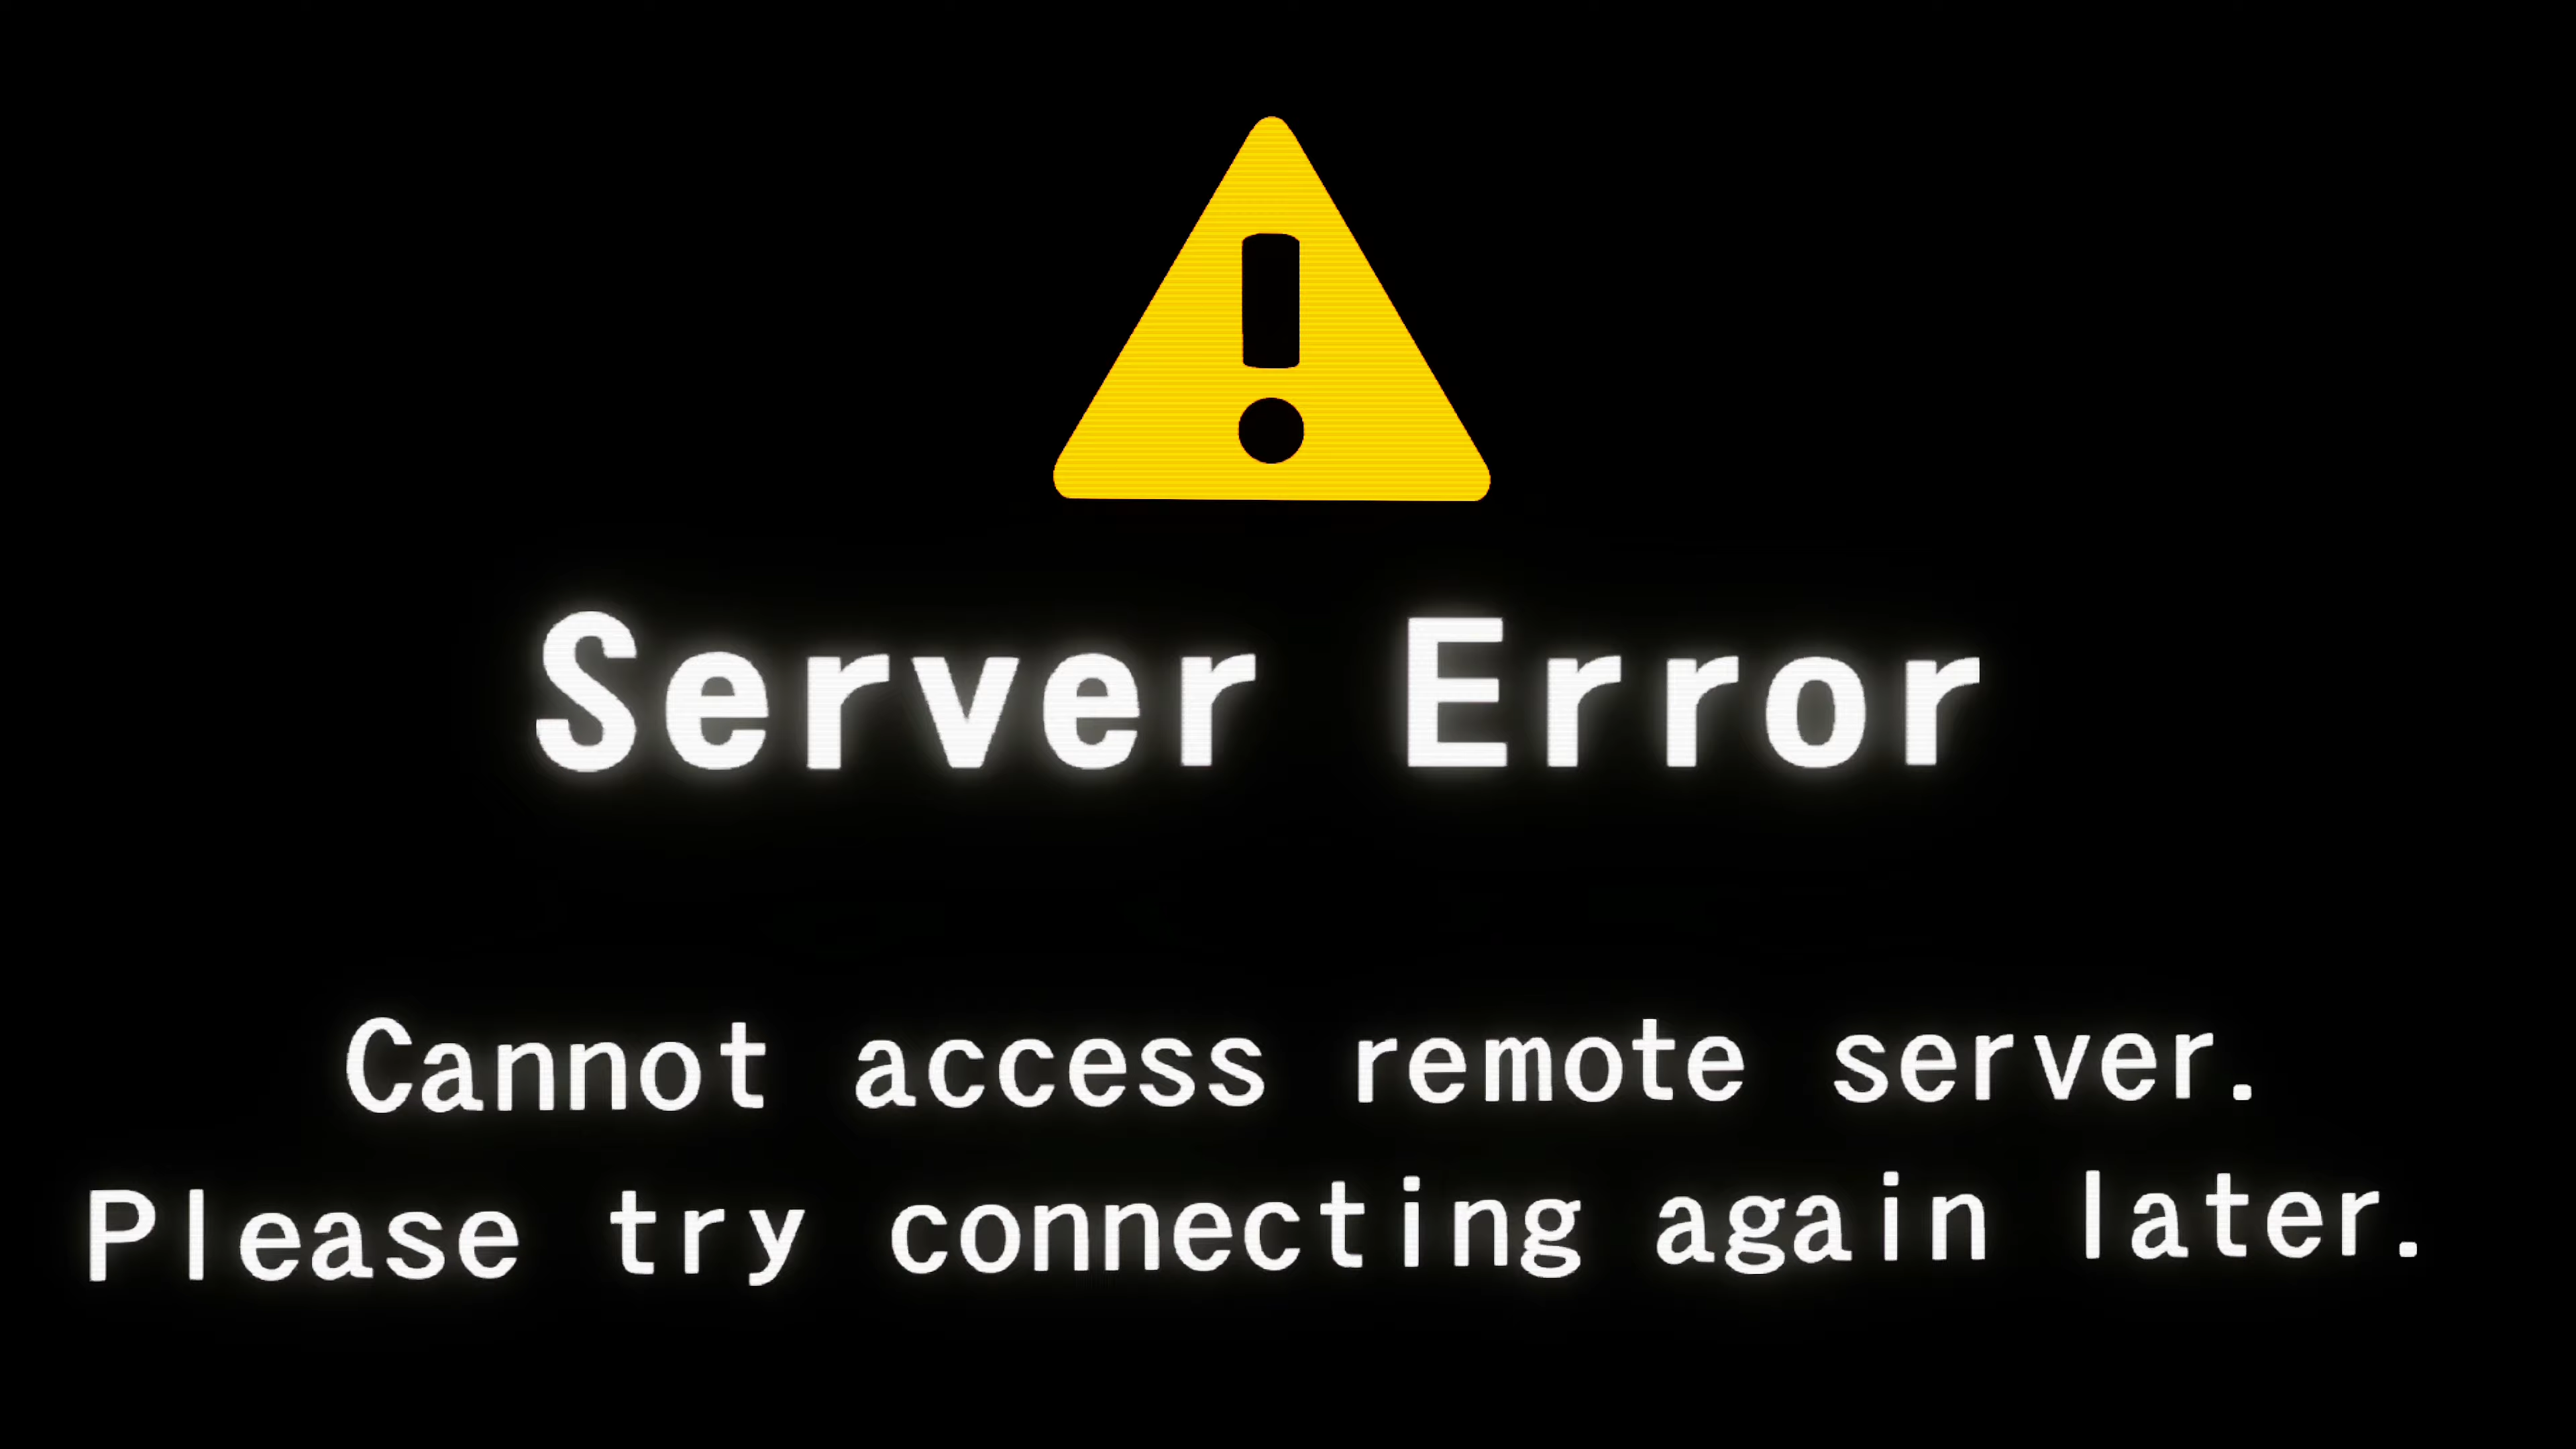 Server Error
Cannot access remote server.
Please try connecting again later.